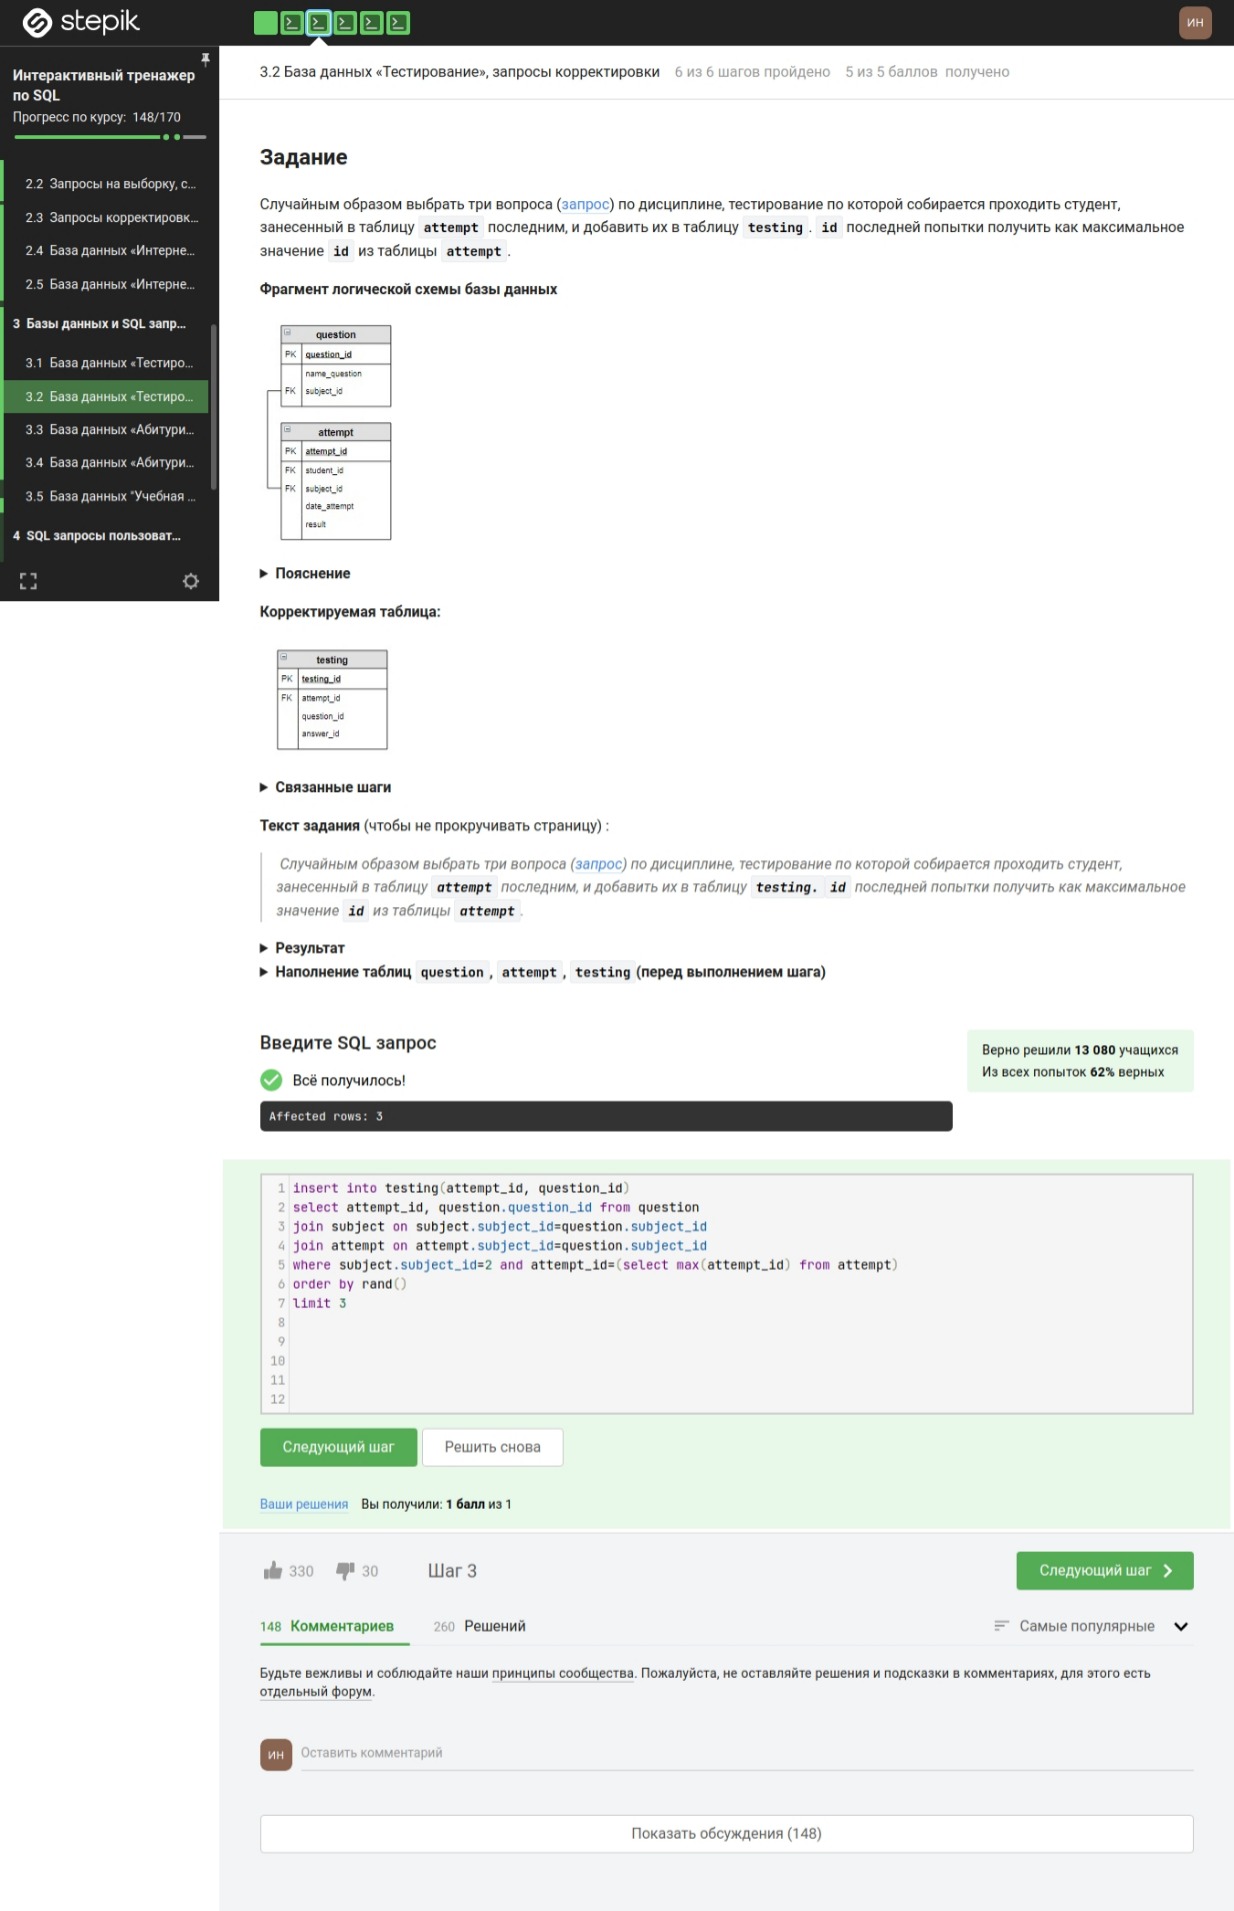 stepik
ИН
Интерактивный тренажер
по SQL
Прогресс по курсу: 148/170
2.2 Запросы на выборку, с...
2.3 Запросы корректировк...
2.4 База данных «Интерне...
2.5 База данных «Интерне...
3 Базы данных и SQL запр...
3.1 База данных «Тестиро...
3.2 База данных «Тестиро...
3.3 База данных «Абитури...
3.4 База данных «Абитури...
3.5 База данных "Учебная ...
4 SQL запросы пользоват...
3.2 База данных «Тестирование», запросы корректировки 6 из 6 шагов пройдено 5 из 5 баллов получено
Задание
Случайным образом выбрать три вопроса (запрос) по дисциплине, тестирование по которой собирается проходить студент,
занесенный в таблицу attempt последним, и добавить их в таблицу testing . id последней попытки получить как максимальное
значение id из таблицы attempt .
Фрагмент логической схемы базы данных
question
PK question_id
name_question
FK subject_id
attempt
PK attempt_id
FK student_id
FK subject_id
date_attempt
result
Пояснение
Корректируемая таблица:
testing
PK testing_id
FK attempt_id
question_id
answer_id
Связанные шаги
Текст задания (чтобы не прокручивать страницу) :
Случайным образом выбрать три вопроса (запрос) по дисциплине, тестирование по которой собирается проходить студент,
занесенный в таблицу attempt последним, и добавить их в таблицу testing. id последней попытки получить как максимальное
значение id из таблицы attempt .
Результат
Наполнение таблиц question , attempt , testing (перед выполнением шага)
Введите SQL запрос
Всё получилось!
Affected rows: 3
Верно решили 13 080 учащихся
Из всех попыток 62% верных
1 insert into testing(attempt_id, question_id)
2 select attempt_id, question.question_id from question
3 join subject on subject.subject_id=question.subject_id
4 join attempt on attempt.subject_id=question.subject_id
5 where subject.subject_id=2 and attempt_id=(select max(attempt_id) from attempt)
6 order by rand()
7 limit 3
8
9
10
11
12
Следующий шаг Решить снова
Ваши решения Вы получили: 1 балл из 1
330 30 Шаг 3 Следующий шаг
148 Комментариев 260 Решений Самые популярные
Будьте вежливы и соблюдайте наши принципы сообщества. Пожалуйста, не оставляйте решения и подсказки в комментариях, для этого есть
отдельный форум.
ИН Оставить комментарий
Показать обсуждения (148)